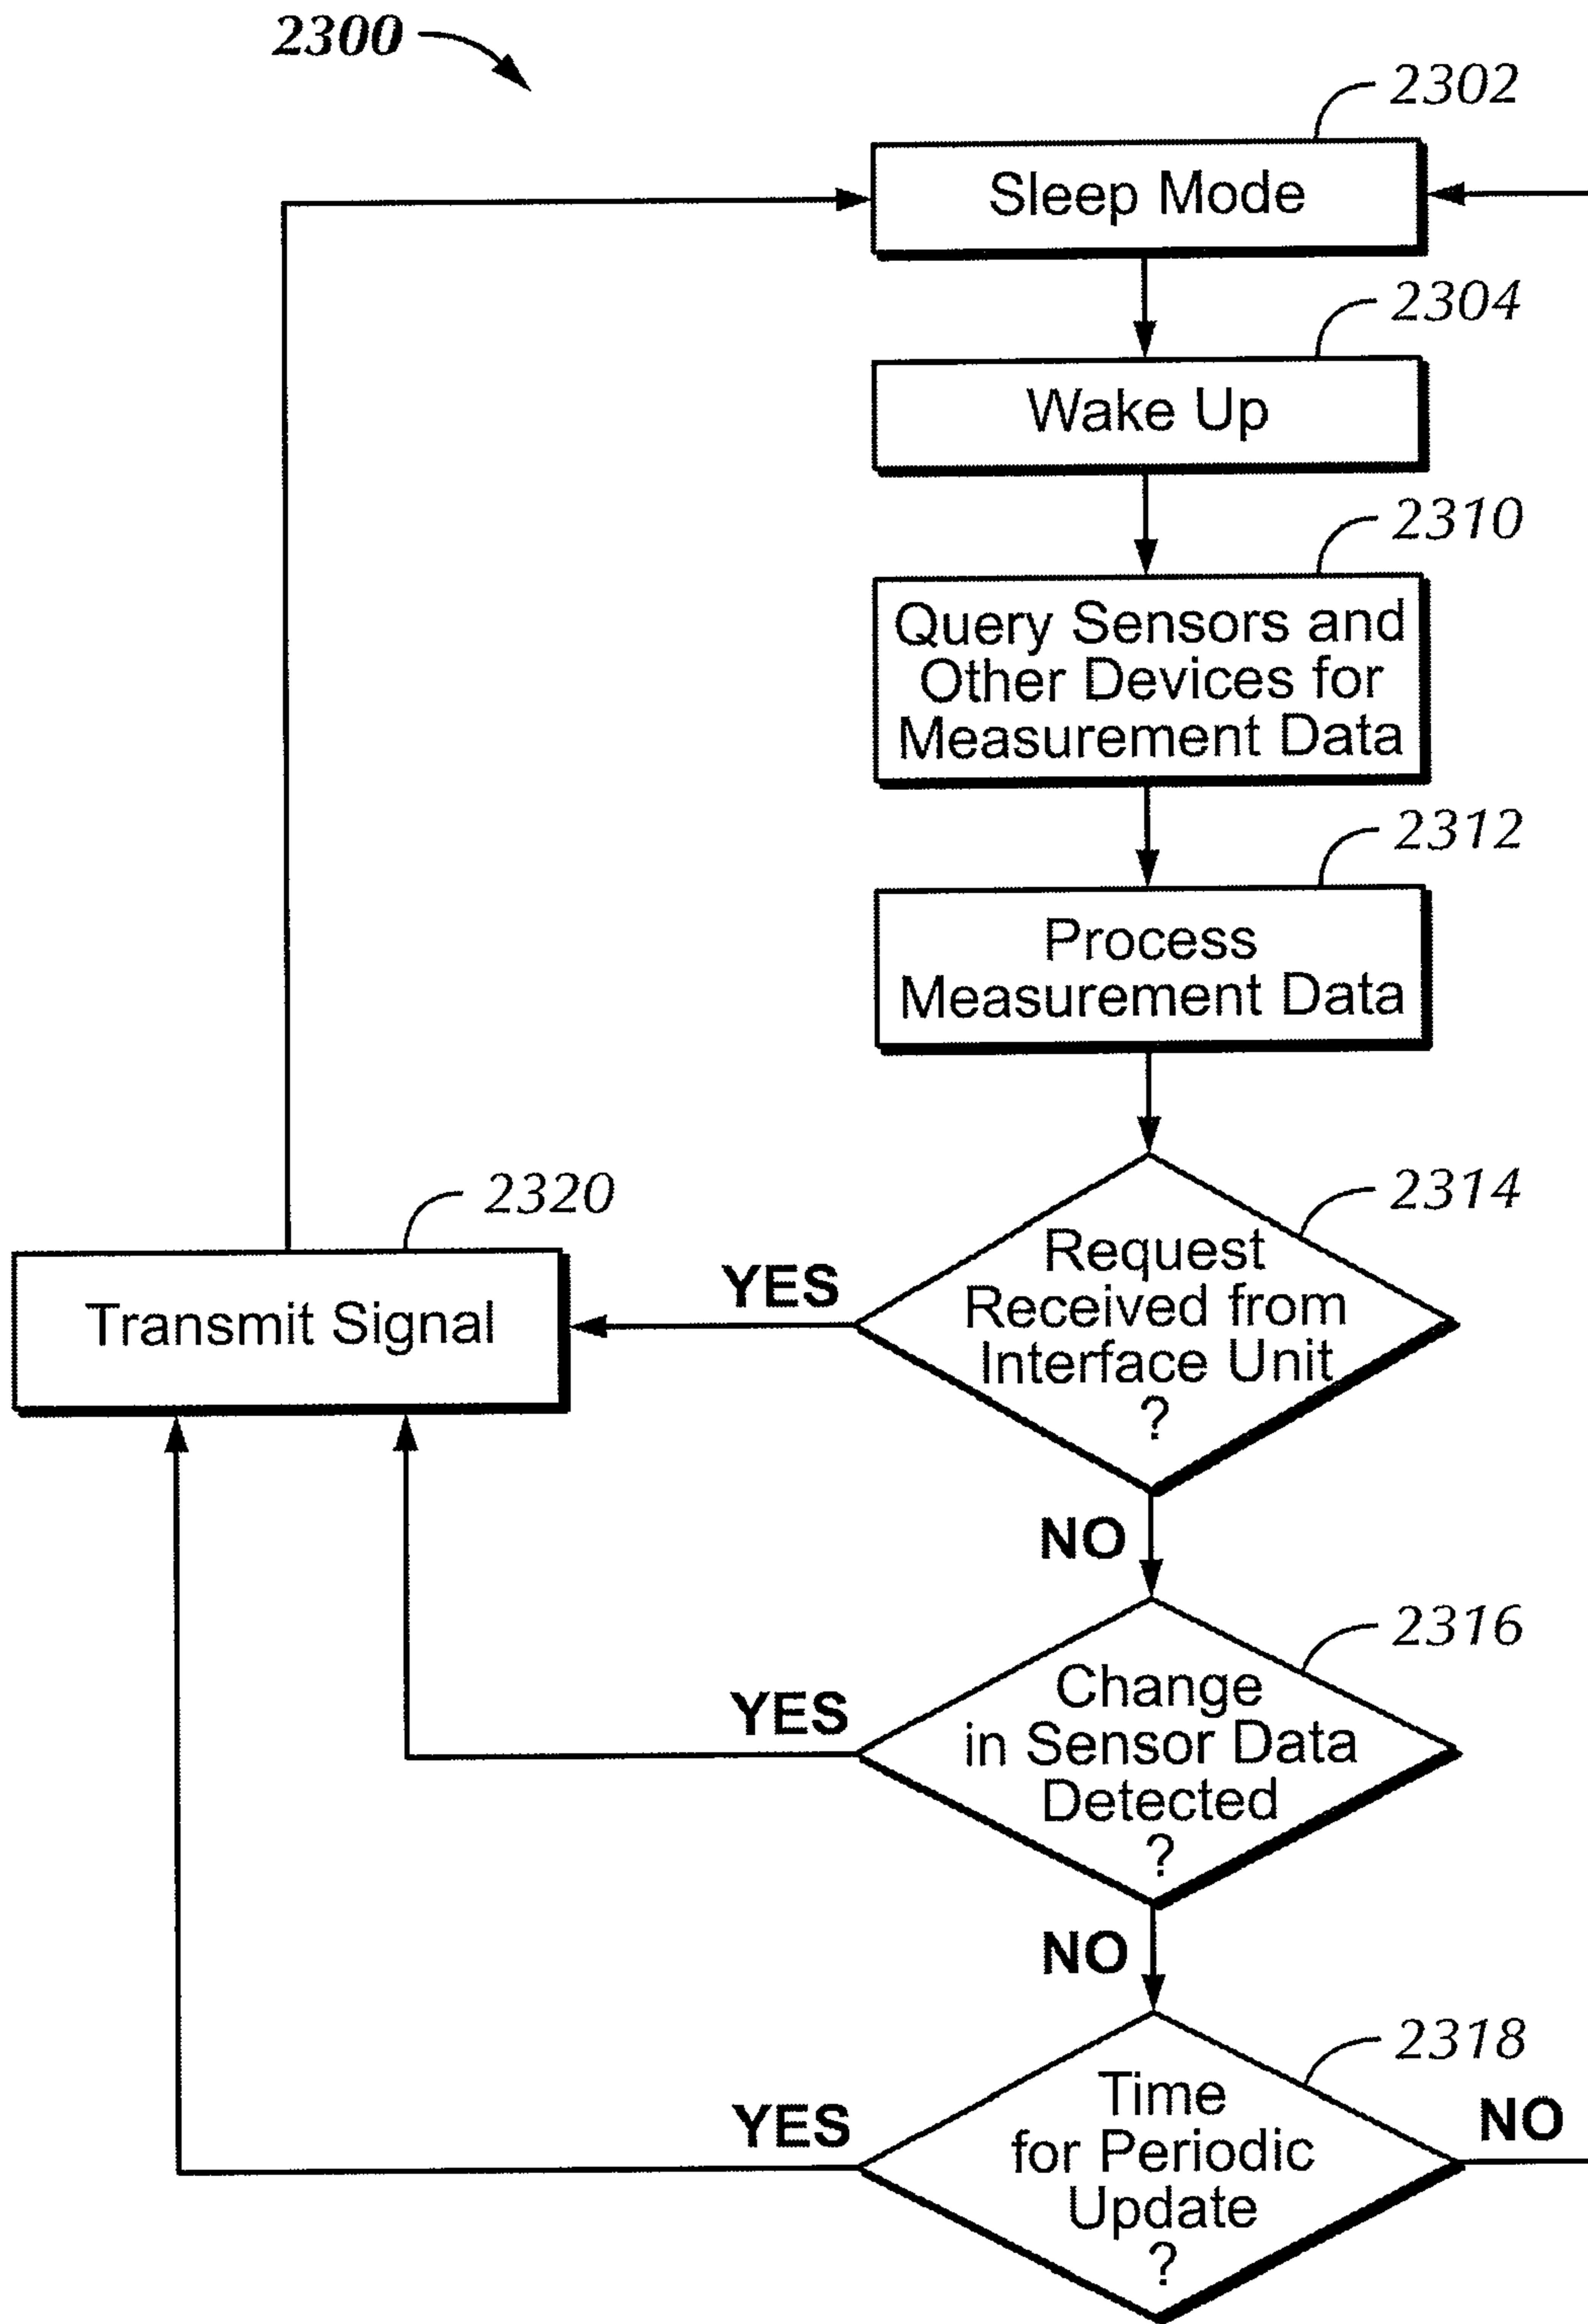 2300
2302
Sleep Mode
2304
Wake Up
2310
Query Sensors and
Other Devices for
Measurement Data
2312
Process
Measurement Data
2314
Request
Received from
Interface Unit
?
YES
2320
Transmit Signal
NO
2316
Change
in Sensor Data
Detected
?
YES
NO
2318
Time
for Periodic
Update
?
YES
NO